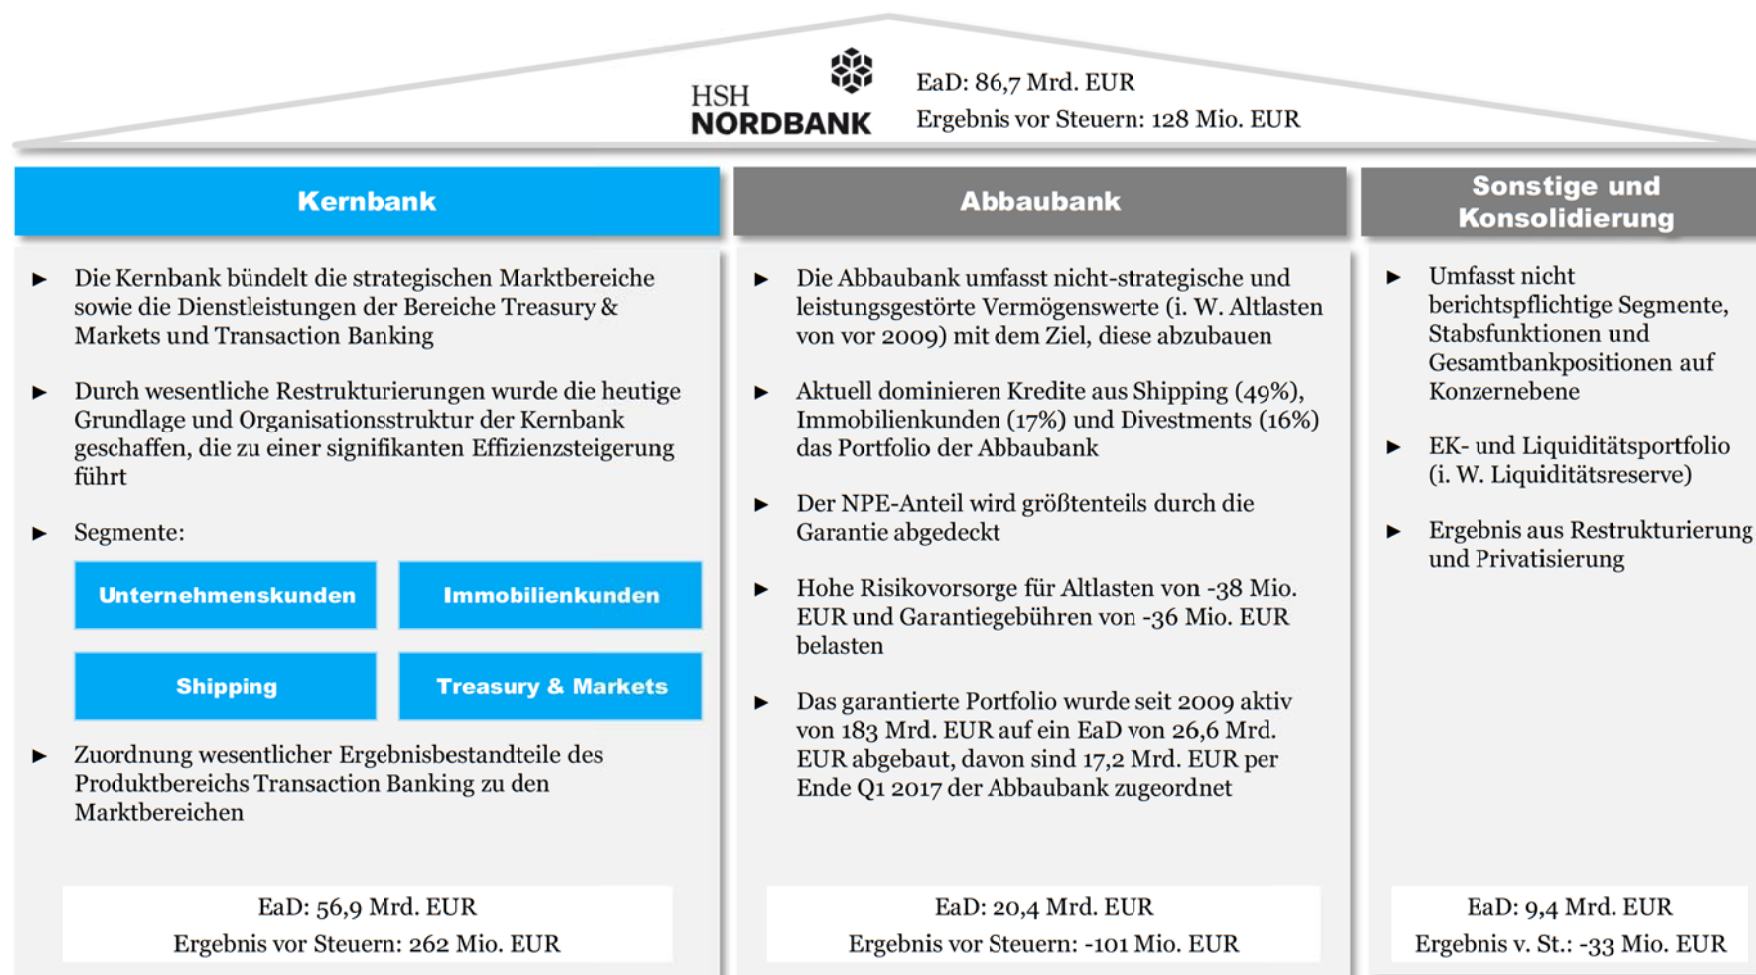 HSH
NORDBANK
EaD: 86,7 Mrd. EUR
Ergebnis vor Steuern: 128 Mio. EUR
Kernbank
► Die Kernbank bündelt die strategischen Marktbereiche
sowie die Dienstleistungen der Bereiche Treasury &
Markets und Transaction Banking
► Durch wesentliche Restrukturierungen wurde die heutige
Grundlage und Organisationsstruktur der Kernbank
geschaffen, die zu einer signifikanten Effizienzsteigerung
führt
► Segmente:
Unternehmenskunden
Immobilienkunden
Shipping
Treasury & Markets
► Zuordnung wesentlicher Ergebnisbestandteile des
Produktbereichs Transaction Banking zu den
Marktbereichen
EaD: 56,9 Mrd. EUR
Ergebnis vor Steuern: 262 Mio. EUR
Abbaubank
► Die Abbaubank umfasst nicht-strategische und
leistungsgestörte Vermögenswerte (i. W. Altlasten
von vor 2009) mit dem Ziel, diese abzubauen
► Aktuell dominieren Kredite aus Shipping (49%),
Immobilienkunden (17%) und Divestments (16%)
das Portfolio der Abbaubank
► Der NPE-Anteil wird größtenteils durch die
Garantie abgedeckt
► Hohe Risikovorsorge für Altlasten von -38 Mio.
EUR und Garantiegebühren von -36 Mio. EUR
belasten
► Das garantierte Portfolio wurde seit 2009 aktiv
von 183 Mrd. EUR auf ein EaD von 26,6 Mrd.
EUR abgebaut, davon sind 17,2 Mrd. EUR per
Ende Q1 2017 der Abbaubank zugeordnet
EaD: 20,4 Mrd. EUR
Ergebnis vor Steuern: -101 Mio. EUR
Sonstige und
Konsolidierung
► Umfasst nicht
berichtspflichtige Segmente,
Stabsfunktionen und
Gesamtbankpositionen auf
Konzernebene
► EK- und Liquiditätsportfolio
(i. W. Liquiditätsreserve)
► Ergebnis aus Restrukturierung
und Privatisierung
EaD: 9,4 Mrd. EUR
Ergebnis v. St.: -33 Mio. EUR